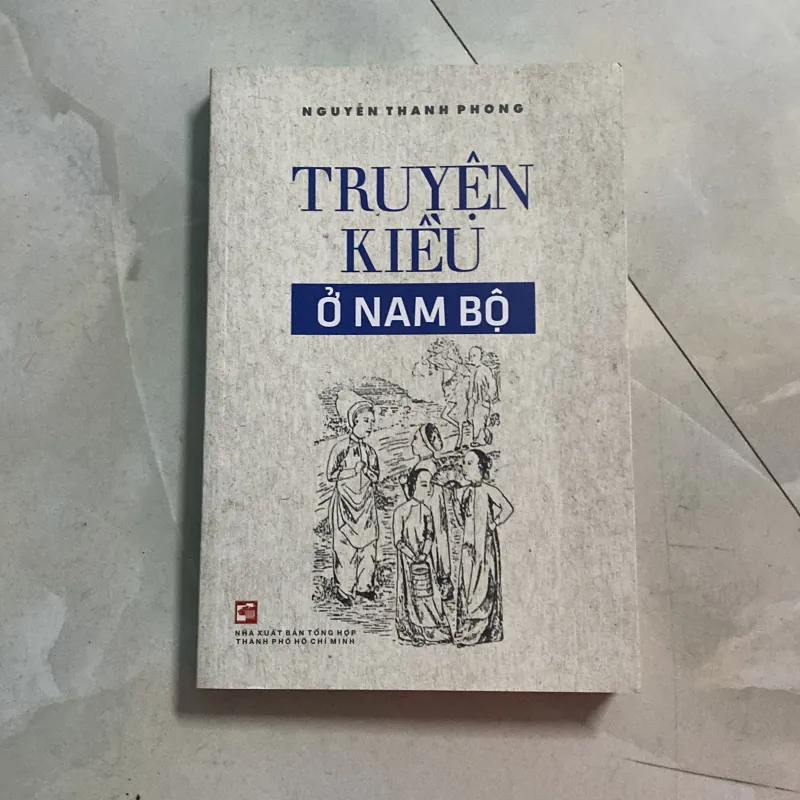 NGUYỄN THANH PHONG
TRUYỆN
KIỀU
Ở NAM BỘ
NHÀ XUẤT BẢN TỔNG HỢP
THÀNH PHỐ HỒ CHÍ MINH